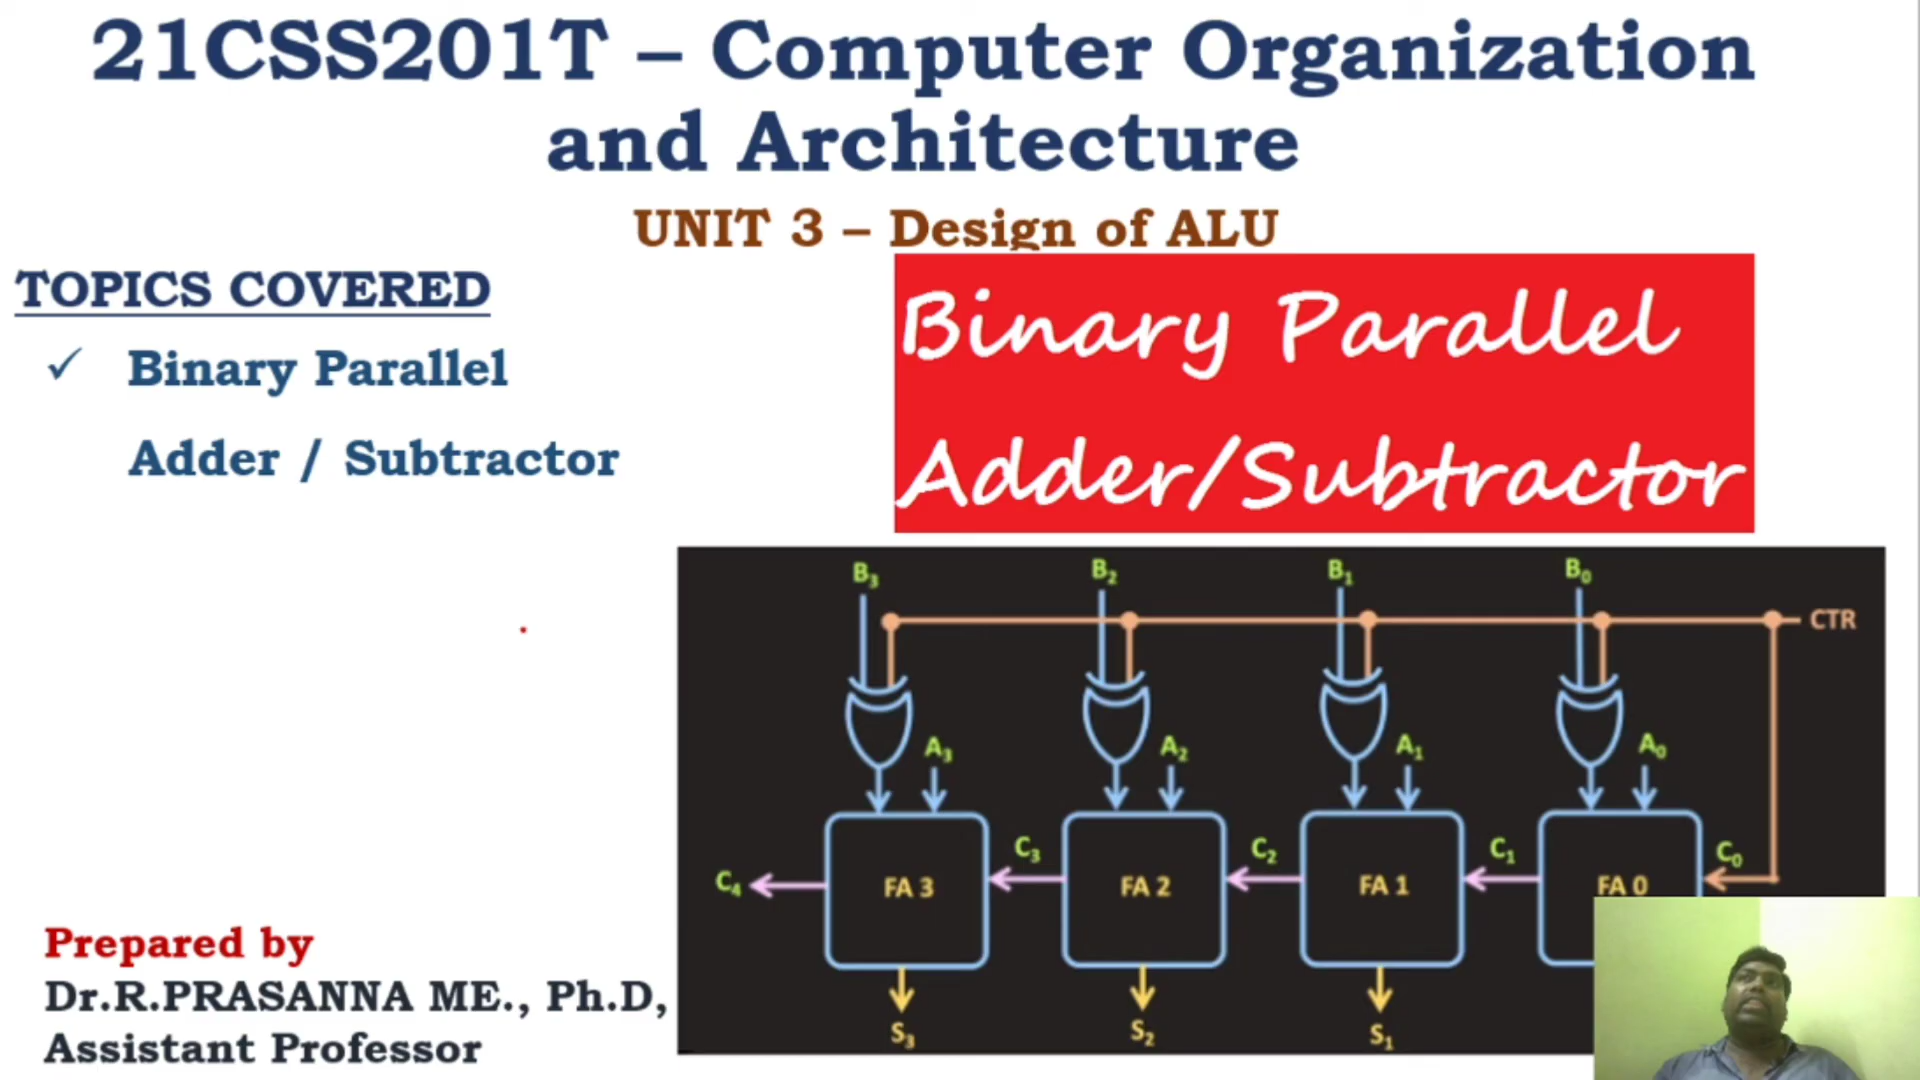 21CSS201T – Computer Organization
and Architecture
UNIT 3 – Design of ALU
TOPICS COVERED
✓ Binary Parallel
Adder / Subtractor
Binary Parallel
Adder/Subtractor
B₃ B₂ B₁ B₀
CTR
A₃ A₂ A₁ A₀
C₄ C₃ C₂ C₁ C₀
FA 3 FA 2 FA 1 FA 0
S₃ S₂ S₁
Prepared by
Dr.R.PRASANNA ME., Ph.D,
Assistant Professor